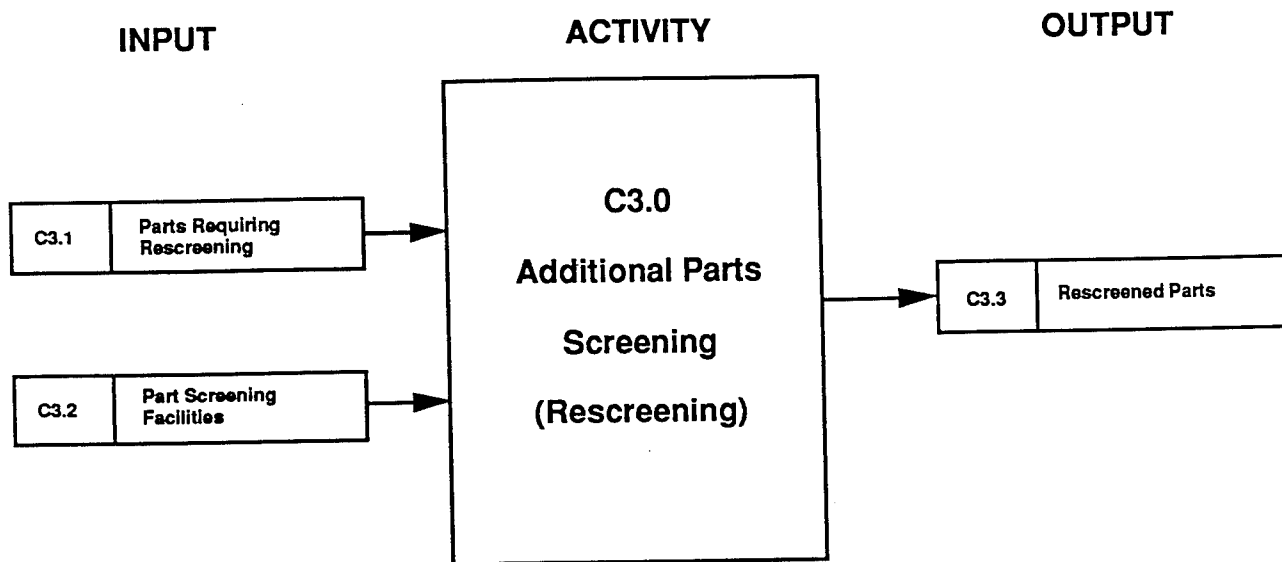 INPUT
ACTIVITY
OUTPUT
C3.1
Parts Requiring
Rescreening
C3.2
Part Screening
Facilities
C3.0
Additional Parts
Screening
(Rescreening)
C3.3
Rescreened Parts